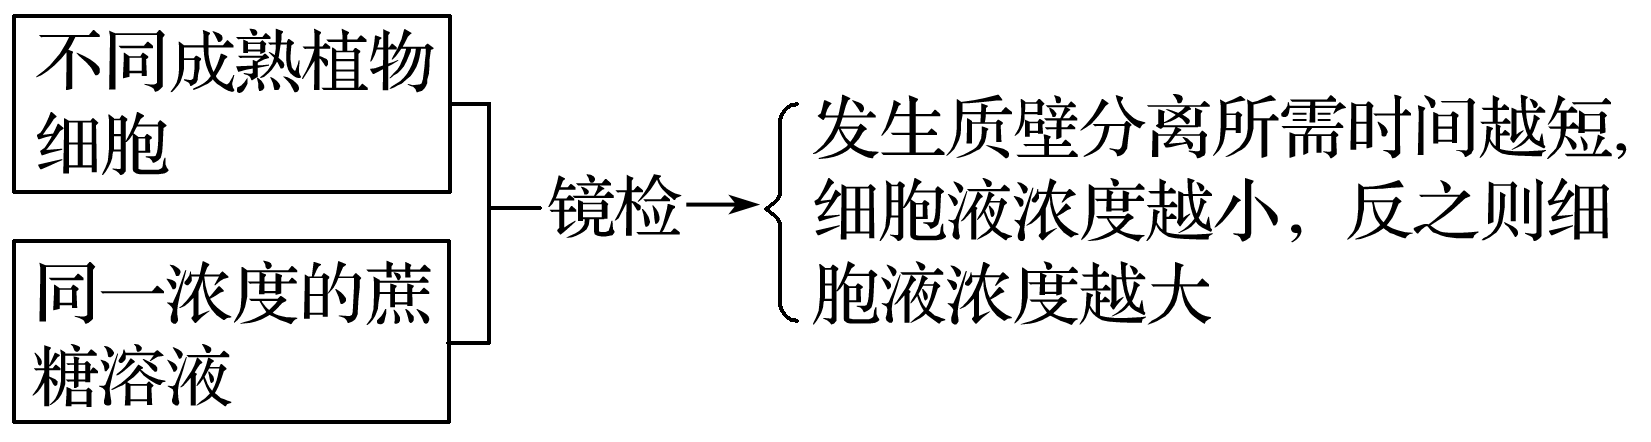 不同成熟植物
细胞
同一浓度的蔗
糖溶液
镜检
发生质壁分离所需时间越短,
细胞液浓度越小，反之则细
胞液浓度越大